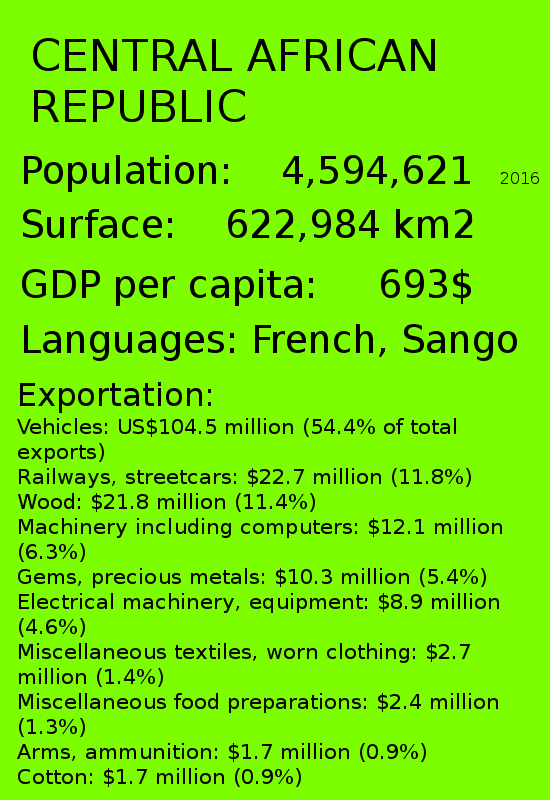 CENTRAL AFRICAN
REPUBLIC
Population: 4,594,621 2016
Surface: 622,984 km2
GDP per capita: 693$
Languages: French, Sango
Exportation:
Vehicles: US$104.5 million (54.4% of total
exports)
Railways, streetcars: $22.7 million (11.8%)
Wood: $21.8 million (11.4%)
Machinery including computers: $12.1 million
(6.3%)
Gems, precious metals: $10.3 million (5.4%)
Electrical machinery, equipment: $8.9 million
(4.6%)
Miscellaneous textiles, worn clothing: $2.7
million (1.4%)
Miscellaneous food preparations: $2.4 million
(1.3%)
Arms, ammunition: $1.7 million (0.9%)
Cotton: $1.7 million (0.9%)